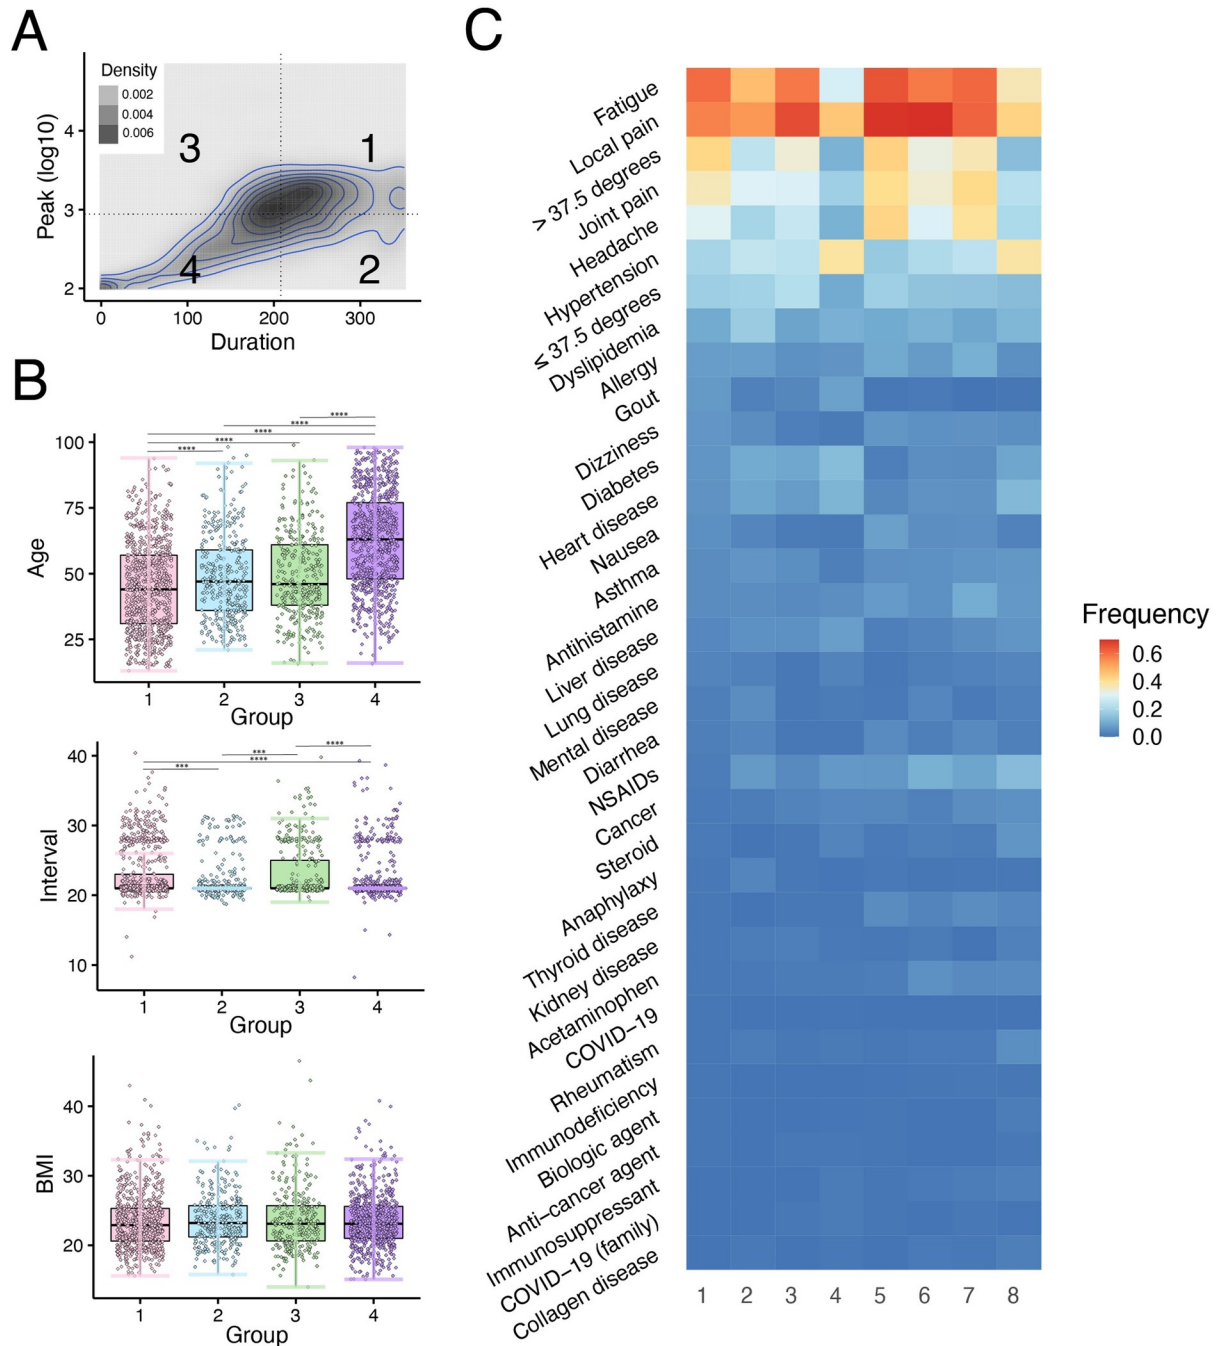 A
Density
0.002
0.004
0.006
3
1
4
2
Peak (log10)
4
3
2
0
100
200
300
Duration
B
****
****
****
****
****
Age
100
75
50
25
1
2
3
4
Group
****
***
****
***
Interval
40
30
20
10
1
2
3
4
Group
BMI
40
30
20
1
2
3
4
Group
C
Fatigue
Local pain
> 37.5 degrees
Joint pain
Headache
Hypertension
≤ 37.5 degrees
Dyslipidemia
Allergy
Gout
Dizziness
Diabetes
Heart disease
Nausea
Asthma
Antihistamine
Liver disease
Lung disease
Mental disease
Diarrhea
NSAIDs
Cancer
Steroid
Anaphylaxy
Thyroid disease
Kidney disease
Acetaminophen
COVID−19
Rheumatism
Immunodeficiency
Biologic agent
Anti−cancer agent
Immunosuppressant
COVID−19 (family)
Collagen disease
1
2
3
4
5
6
7
8
Frequency
0.6
0.4
0.2
0.0